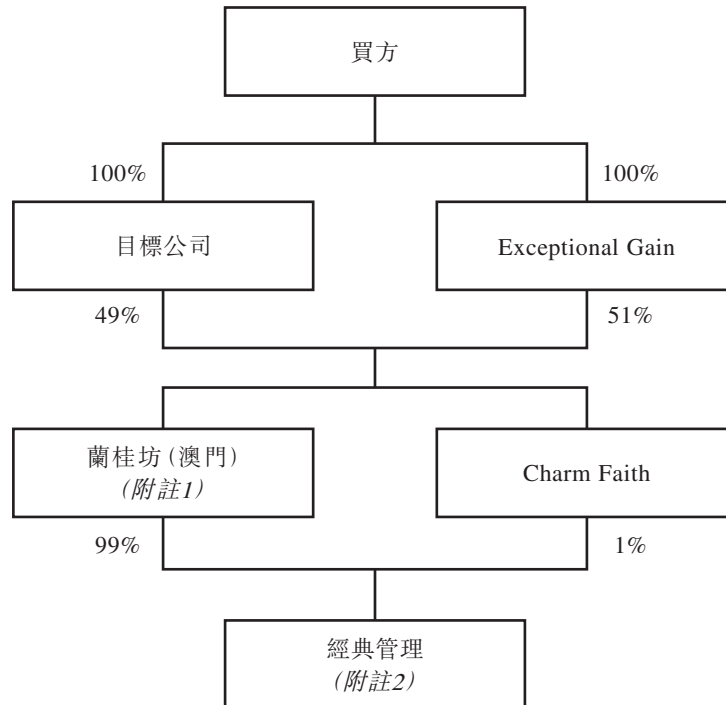 買方
100%
100%
目標公司
Exceptional Gain
49%
51%
蘭桂坊(澳門)
(附註1)
Charm Faith
99%
1%
經典管理
(附註2)